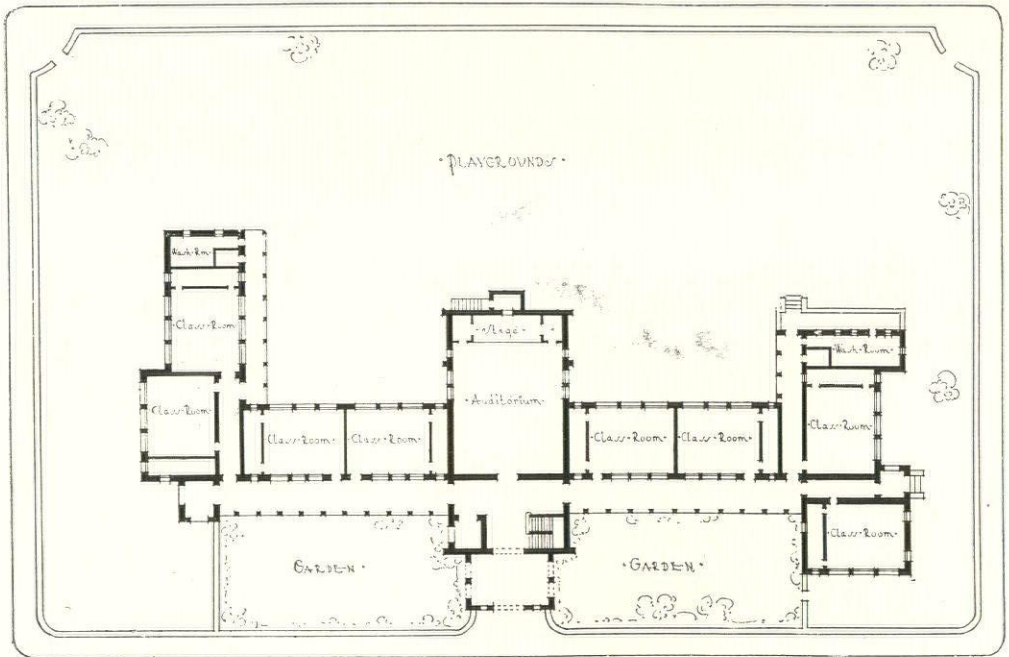 ·PLAYGROUNDS·
Wash·Rm·
·Class·Room
·Stage·
·Wash·Room·
·Auditorium·
Class·Room·
·Class·Room·
·Class·Room·
·Class·Room·
·Class·Room·
·Class·Room·
·Class·Room·
·GARDEN·
·GARDEN·